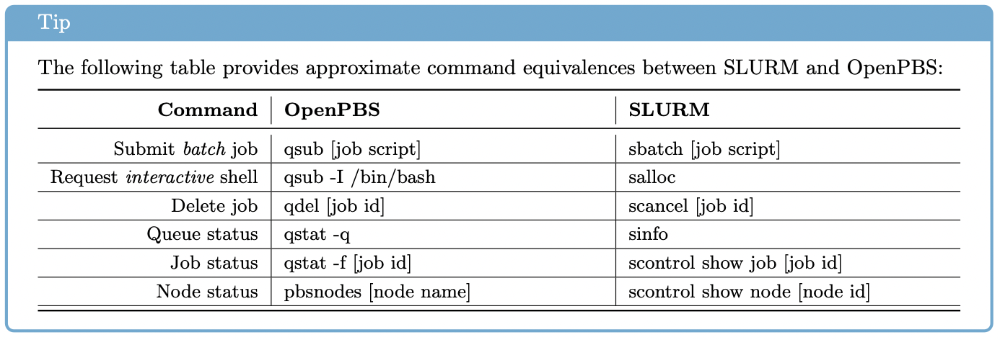 Tip
The following table provides approximate command equivalences between SLURM and OpenPBS:
Command OpenPBS SLURM
Submit batch job qsub [job script] sbatch [job script]
Request interactive shell qsub -I /bin/bash salloc
Delete job qdel [job id] scancel [job id]
Queue status qstat -q sinfo
Job status qstat -f [job id] scontrol show job [job id]
Node status pbsnodes [node name] scontrol show node [node id]